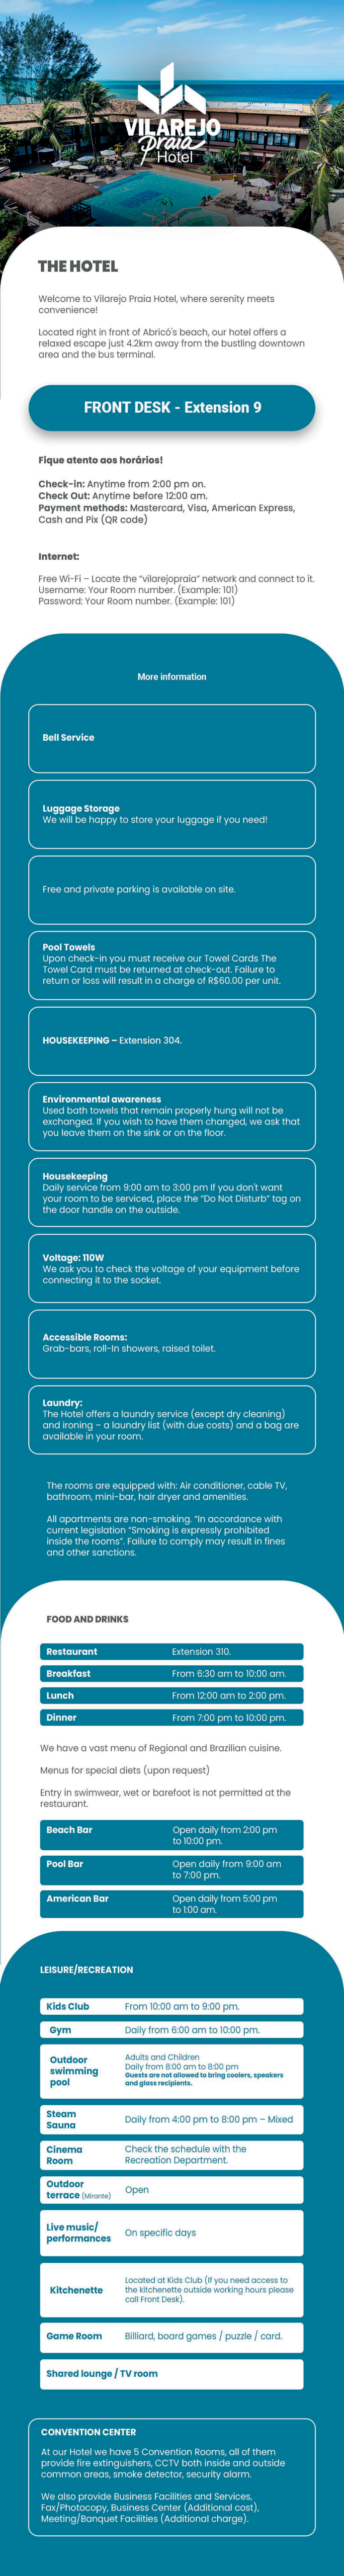 VILAREJO
Praia
Hotel
THE HOTEL
Welcome to Vilarejo Praia Hotel, where serenity meets
convenience!
Located right in front of Abricó's beach, our hotel offers a
relaxed escape just 4.2km away from the bustling downtown
area and the bus terminal.
FRONT DESK - Extension 9
Fique atento aos horários!
Check-in: Anytime from 2:00 pm on.
Check Out: Anytime before 12:00 am.
Payment methods: Mastercard, Visa, American Express,
Cash and Pix (QR code)
Internet:
Free Wi-Fi – Locate the "vilarejopraia" network and connect to it.
Username: Your Room number. (Example: 101)
Password: Your Room number. (Example: 101)
More information
Bell Service
Luggage Storage
We will be happy to store your luggage if you need!
Free and private parking is available on site.
Pool Towels
Upon check-in you must receive our Towel Cards The
Towel Card must be returned at check-out. Failure to
return or loss will result in a charge of R$60.00 per unit.
HOUSEKEEPING – Extension 304.
Environmental awareness
Used bath towels that remain properly hung will not be
exchanged. If you wish to have them changed, we ask that
you leave them on the sink or on the floor.
Housekeeping
Daily service from 9:00 am to 3:00 pm If you don't want
your room to be serviced, place the "Do Not Disturb" tag on
the door handle on the outside.
Voltage: 110W
We ask you to check the voltage of your equipment before
connecting it to the socket.
Accessible Rooms:
Grab-bars, roll-In showers, raised toilet.
Laundry:
The Hotel offers a laundry service (except dry cleaning)
and ironing – a laundry list (with due costs) and a bag are
available in your room.
The rooms are equipped with: Air conditioner, cable TV,
bathroom, mini-bar, hair dryer and amenities.
All apartments are non-smoking. "In accordance with
current legislation "Smoking is expressly prohibited
inside the rooms". Failure to comply may result in fines
and other sanctions.
FOOD AND DRINKS
Restaurant Extension 310.
Breakfast From 6:30 am to 10:00 am.
Lunch From 12:00 am to 2:00 pm.
Dinner From 7:00 pm to 10:00 pm.
We have a vast menu of Regional and Brazilian cuisine.
Menus for special diets (upon request)
Entry in swimwear, wet or barefoot is not permitted at the
restaurant.
Beach Bar Open daily from 2:00 pm
to 10:00 pm.
Pool Bar Open daily from 9:00 am
to 7:00 pm.
American Bar Open daily from 5:00 pm
to 1:00 am.
LEISURE/RECREATION
Kids Club From 10:00 am to 9:00 pm.
Gym Daily from 6:00 am to 10:00 pm.
Outdoor
swimming
pool
Adults and Children
Daily from 8:00 am to 8:00 pm
Guests are not allowed to bring coolers, speakers
and glass recipients.
Steam
Sauna
Daily from 4:00 pm to 8:00 pm – Mixed
Cinema
Room
Check the schedule with the
Recreation Department.
Outdoor
terrace (Mirante)
Open
Live music/
performances
On specific days
Kitchenette
Located at Kids Club (If you need access to
the kitchenette outside working hours please
call Front Desk).
Game Room Billiard, board games / puzzle / card.
Shared lounge / TV room
CONVENTION CENTER
At our Hotel we have 5 Convention Rooms, all of them
provide fire extinguishers, CCTV both inside and outside
common areas, smoke detector, security alarm.
We also provide Business Facilities and Services,
Fax/Photocopy, Business Center (Additional cost),
Meeting/Banquet Facilities (Additional charge).